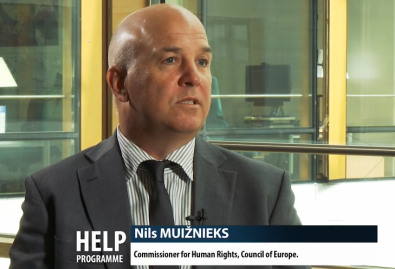 HELP
PROGRAMME
Nils MUIŽNIEKS
Commissioner for Human Rights, Council of Europe.